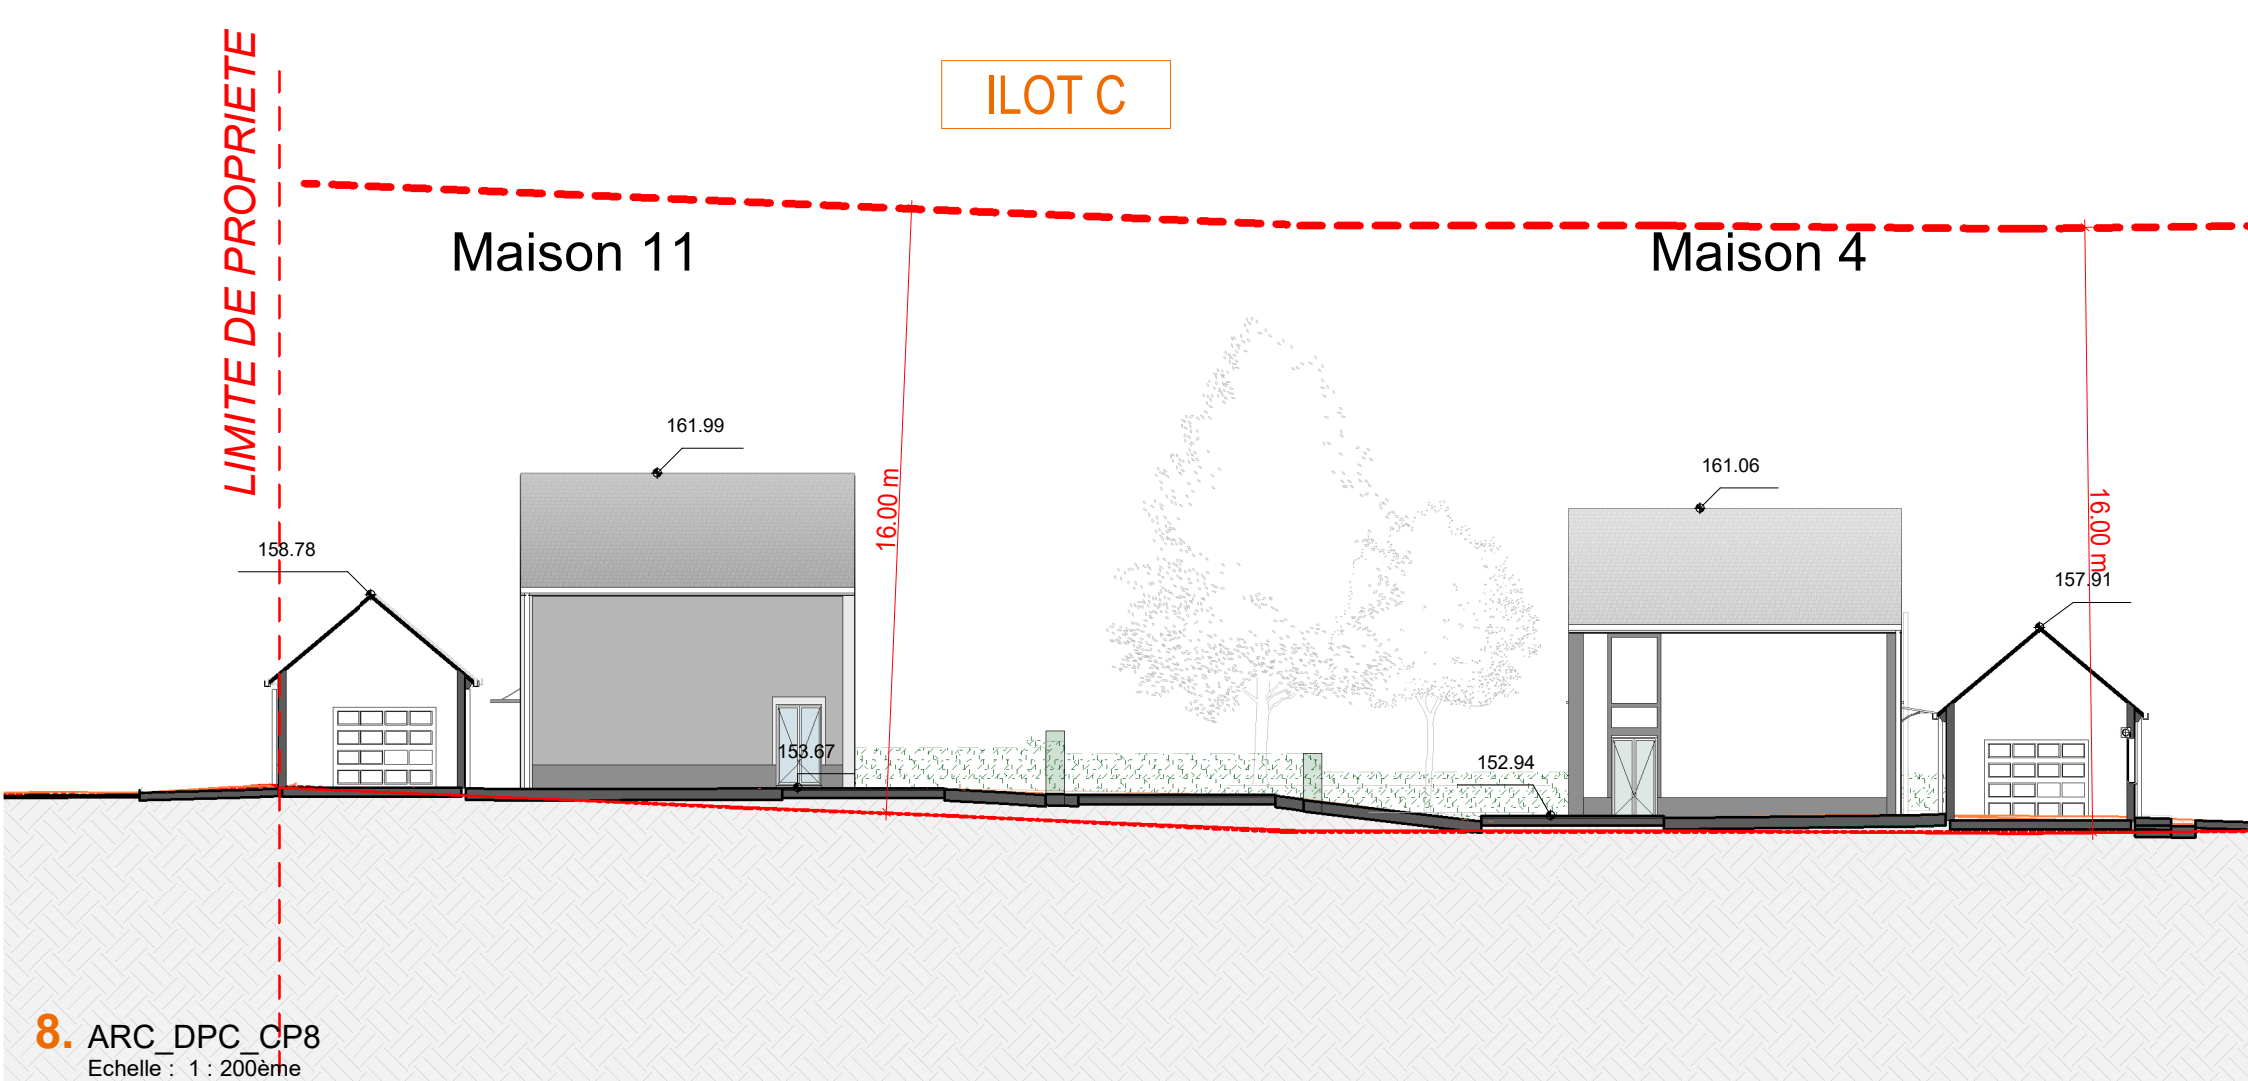 LIMITE DE PROPRIETE
ILOT C
Maison 11
Maison 4
161.99
161.06
16.00 m
16.00 m
158.78
157.91
153.67
152.94
8. ARC_DPC_CP8
Echelle : 1 : 200ème